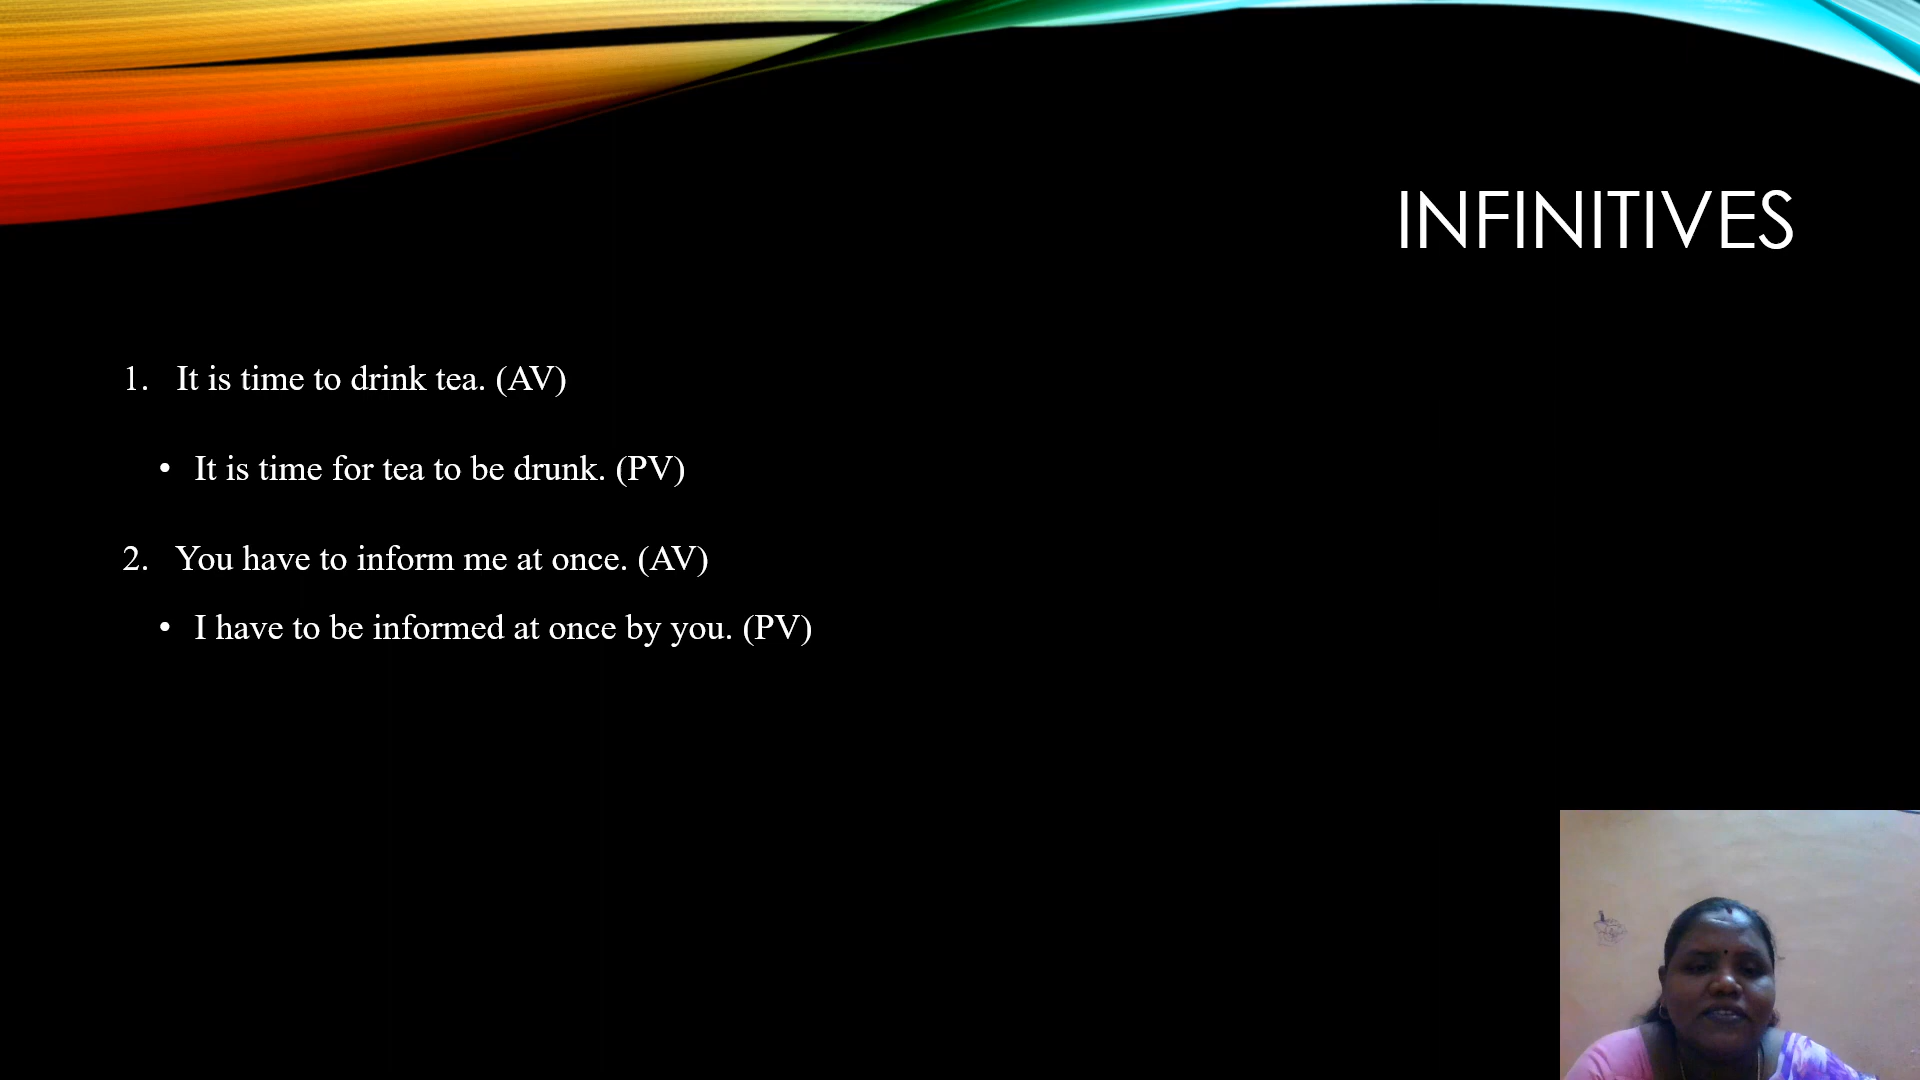 INFINITIVES
1. It is time to drink tea. (AV)
• It is time for tea to be drunk. (PV)
2. You have to inform me at once. (AV)
• I have to be informed at once by you. (PV)